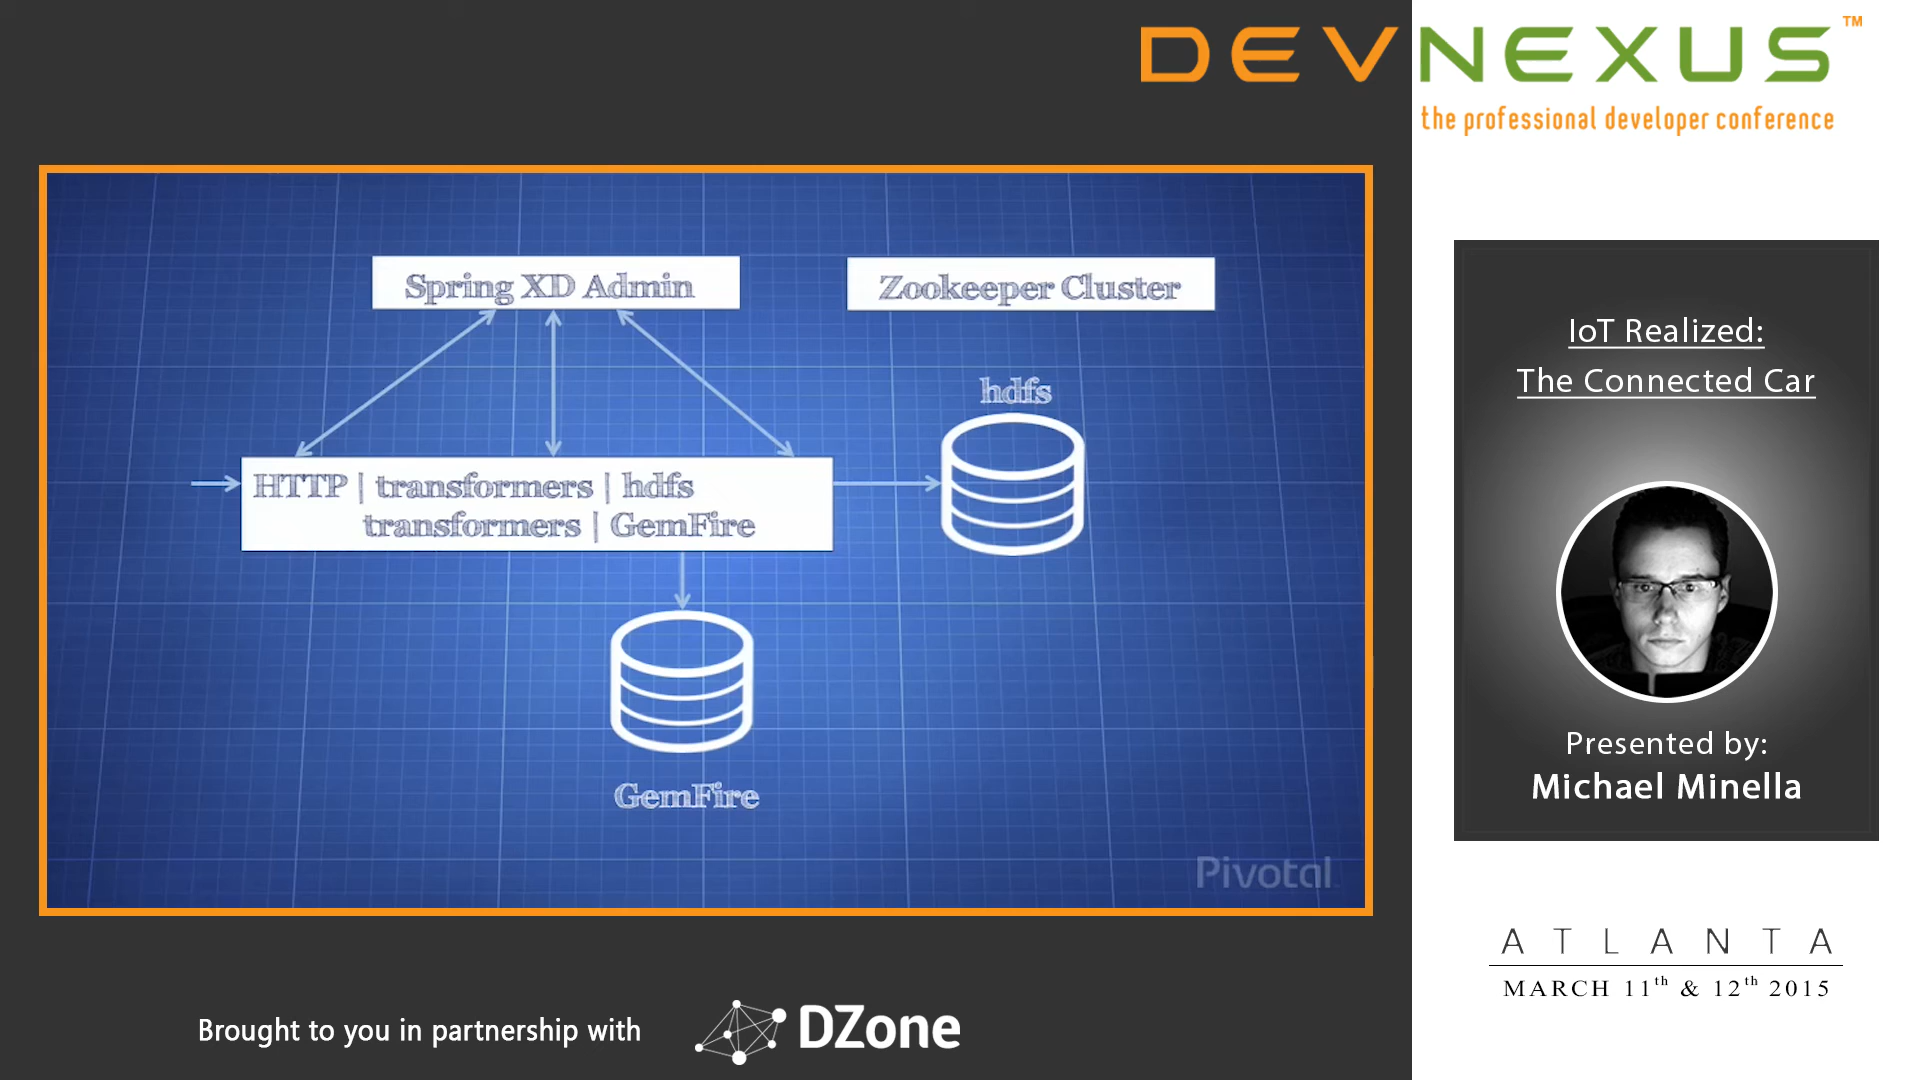 DEVNEXUS™
the professional developer conference
Spring XD Admin
Zookeeper Cluster
hdfs
HTTP | transformers | hdfs
transformers | GemFire
GemFire
Pivotal
IoT Realized:
The Connected Car
Presented by:
Michael Minella
ATLANTA
MARCH 11th & 12th 2015
Brought to you in partnership with
DZone